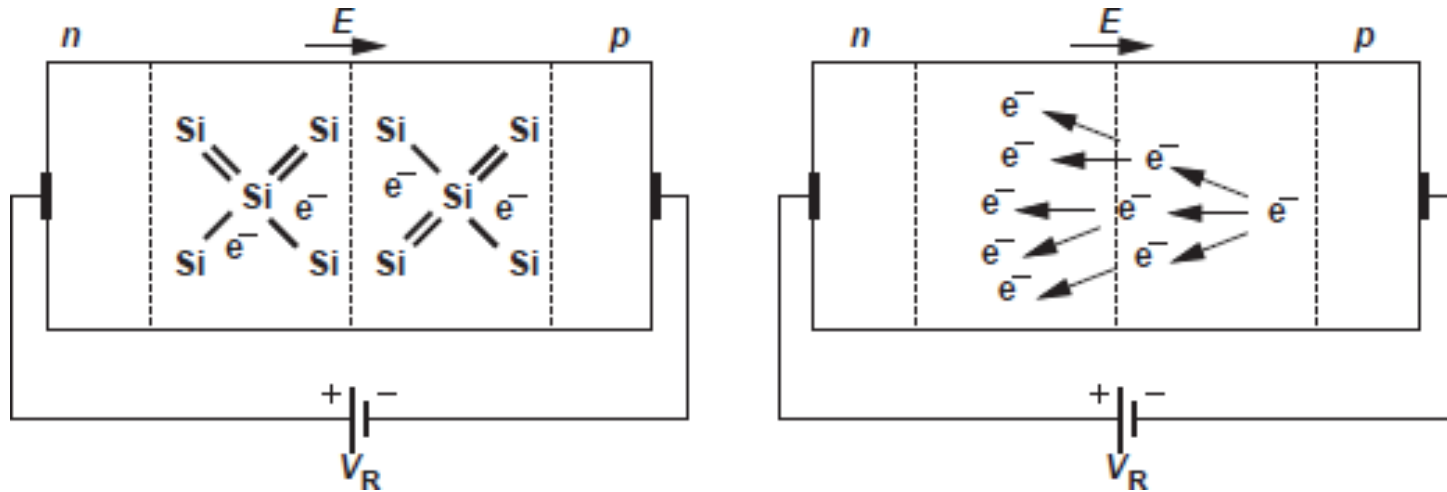 n E p
Si Si Si Si
e⁻
Si e⁻ Si e⁻
e⁻
Si Si Si Si
+ −
V_R
n E p
e⁻
e⁻ e⁻
e⁻ e⁻ e⁻
e⁻ e⁻
e⁻
+ −
V_R